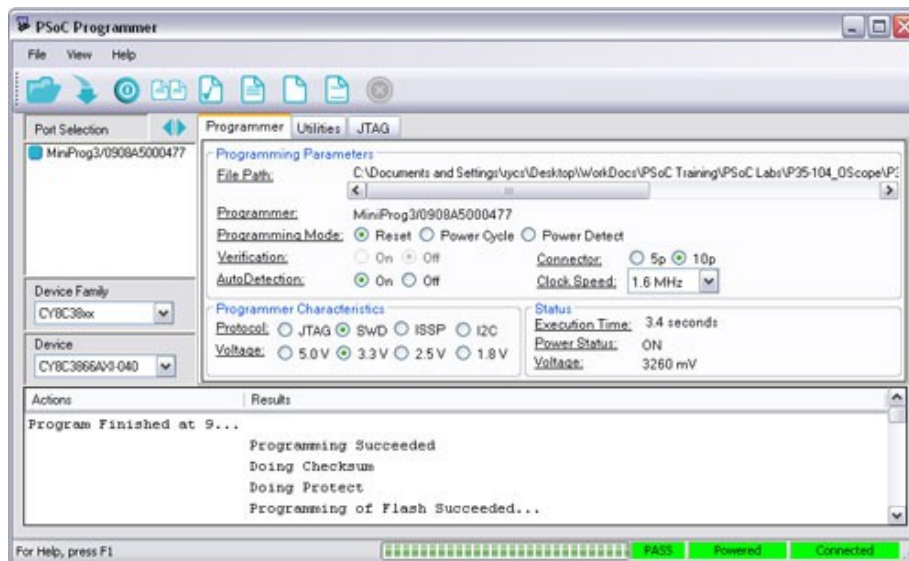 PSoC Programmer
File View Help
Port Selection
MiniProg3/0908A5000477
Device Family
CY8C38xx
Device
CY8C3866AXI-040
Programmer Utilities JTAG
Programming Parameters
File Path: C:\Documents and Settings\ycs\Desktop\WorkDocs\PSoC Training\PSoC Labs\P35-104_OScope\P3
Programmer: MiniProg3/0908A5000477
Programming Mode: Reset Power Cycle Power Detect
Verification: On Off Connector: 5p 10p
AutoDetection: On Off Clock Speed: 1.6 MHz
Programmer Characteristics
Protocol: JTAG SWD ISSP I2C
Voltage: 5.0 V 3.3 V 2.5 V 1.8 V
Status
Execution Time: 3.4 seconds
Power Status: ON
Voltage: 3260 mV
Actions Results
Program Finished at 9...
Programming Succeeded
Doing Checksum
Doing Protect
Programming of Flash Succeeded...
For Help, press F1 PASS Powered Connected